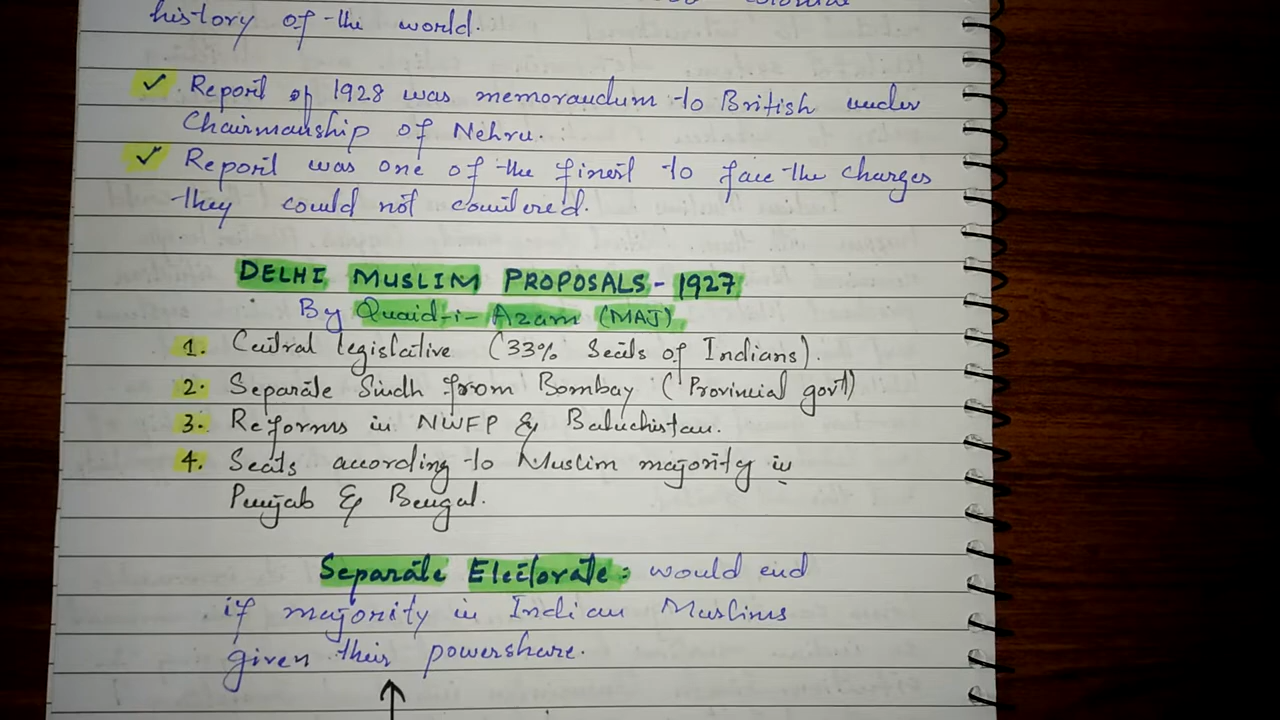 history of the world.
✓ Report of 1928 was memorandum to British under
Chairmanship of Nehru.
✓ Report was one of the finest to face the charges
they could not countered.
DELHI MUSLIM PROPOSALS - 1927
By Quaid-i-Azam (MAJ)
1. Central legislative (33% Seats of Indians).
2. Separate Sindh from Bombay (Provincial govt)
3. Reforms in NWFP & Baluchistan.
4. Seats according to Muslim majority in
Punjab & Bengal.
Separate Electorate: would end
if majority in Indian Muslims
given their powershare.